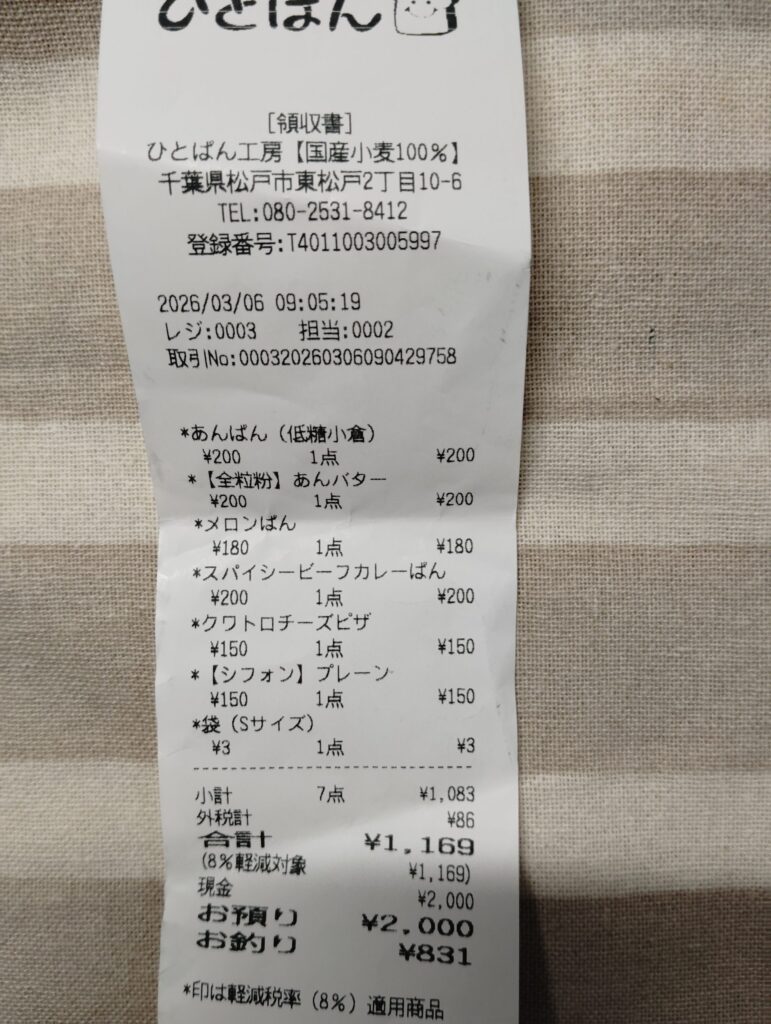 ひとぱん
[領収書]
ひとぱん工房【国産小麦100%】
千葉県松戸市東松戸2丁目10-6
TEL:080-2531-8412
登録番号:T4011003005997
2026/03/06 09:05:19
レジ:0003 担当:0002
取引No:000320260306090429758
*あんぱん(低糖小倉)
¥200 1点 ¥200
*【全粒粉】あんバター
¥200 1点 ¥200
*メロンぱん
¥180 1点 ¥180
*スパイシービーフカレーぱん
¥200 1点 ¥200
*クワトロチーズピザ
¥150 1点 ¥150
*【シフォン】プレーン
¥150 1点 ¥150
*袋(Sサイズ)
¥3 1点 ¥3
小計 7点 ¥1,083
外税計 ¥86
合計 ¥1,169
(8%軽減対象 ¥1,169)
現金 ¥2,000
お預り ¥2,000
お釣り ¥831
*印は軽減税率(8%)適用商品